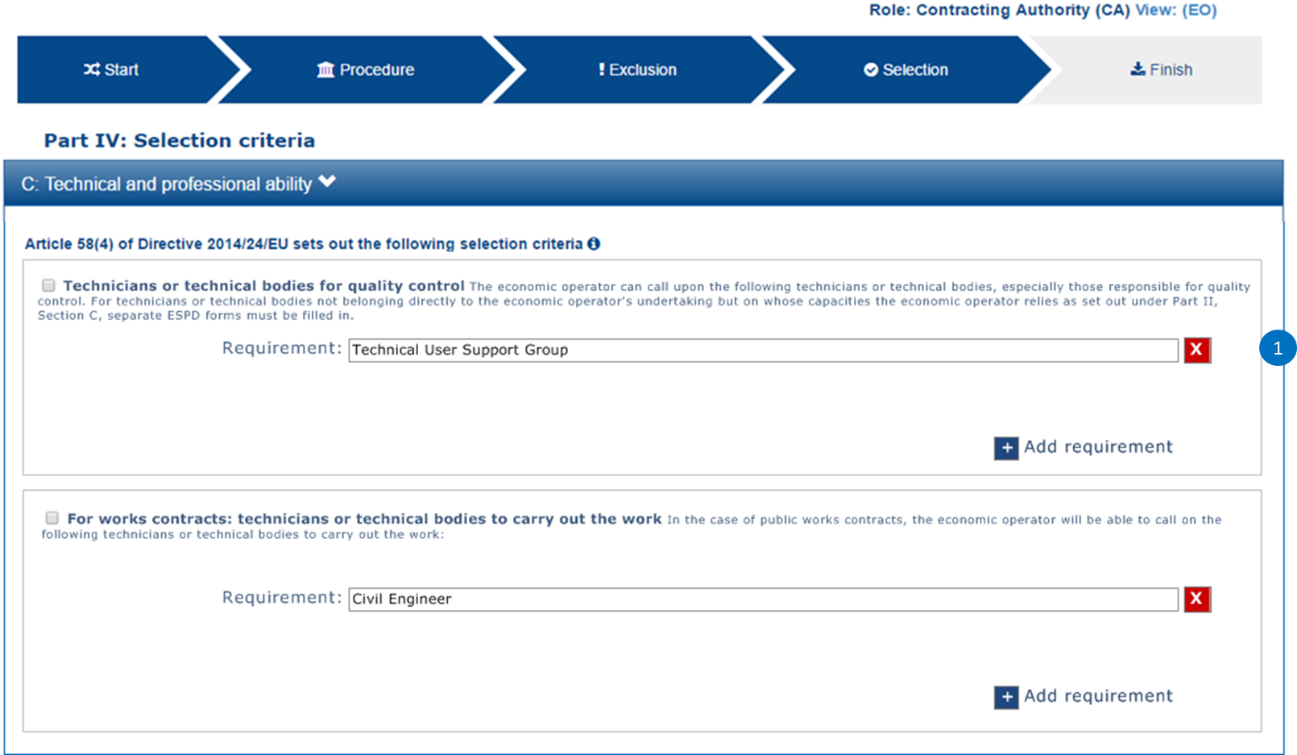 Role: Contracting Authority (CA) View: (EO)
Start Procedure ! Exclusion Selection Finish
Part IV: Selection criteria
C: Technical and professional ability
Article 58(4) of Directive 2014/24/EU sets out the following selection criteria
Technicians or technical bodies for quality control The economic operator can call upon the following technicians or technical bodies, especially those responsible for quality
control. For technicians or technical bodies not belonging directly to the economic operator's undertaking but on whose capacities the economic operator relies as set out under Part II,
Section C, separate ESPD forms must be filled in.
Requirement: Technical User Support Group X
1
+ Add requirement
For works contracts: technicians or technical bodies to carry out the work In the case of public works contracts, the economic operator will be able to call on the
following technicians or technical bodies to carry out the work:
Requirement: Civil Engineer X
+ Add requirement